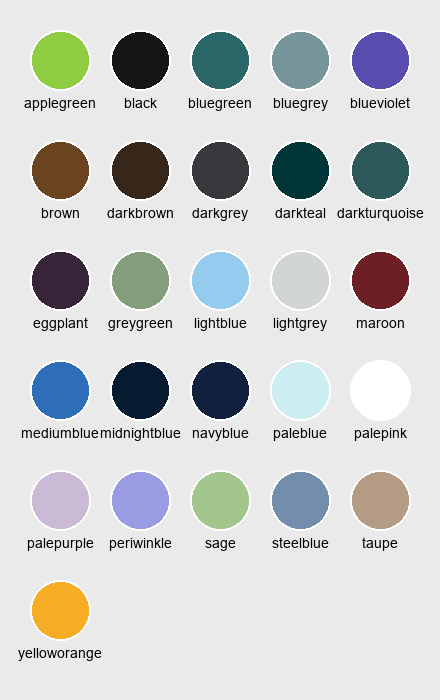 applegreen black bluegreen bluegrey blueviolet
brown darkbrown darkgrey darkteal darkturquoise
eggplant greygreen lightblue lightgrey maroon
mediumblue midnightblue navyblue paleblue palepink
palepurple periwinkle sage steelblue taupe
yelloworange